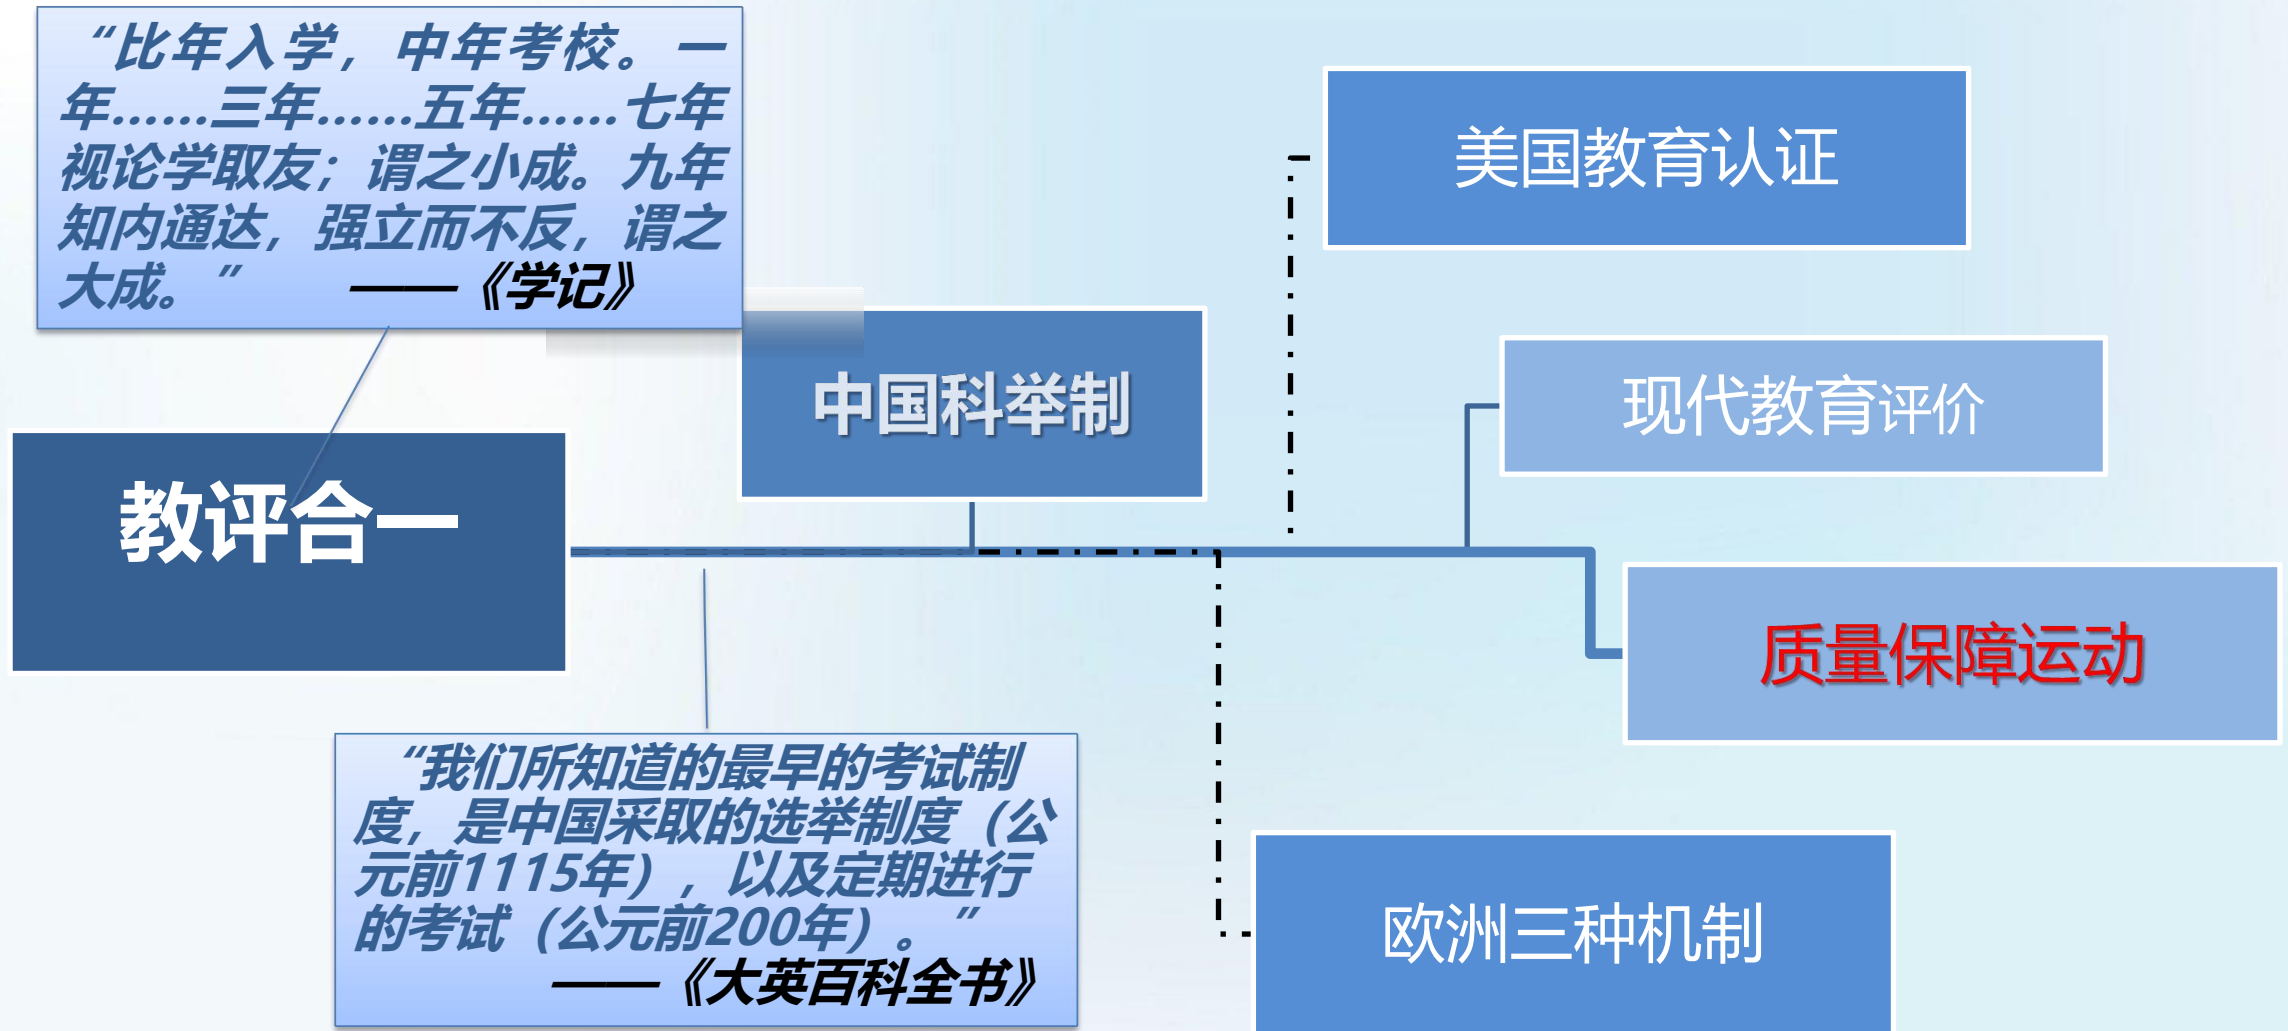 “比年入学，中年考校。一
年……三年……五年……七年
视论学取友；谓之小成。九年
知内通达，强立而不反，谓之
大成。” ——《学记》
美国教育认证
中国科举制
现代教育评价
教评合一
质量保障运动
“我们所知道的最早的考试制
度，是中国采取的选举制度（公
元前1115年），以及定期进行
的考试（公元前200年）。”
——《大英百科全书》
欧洲三种机制